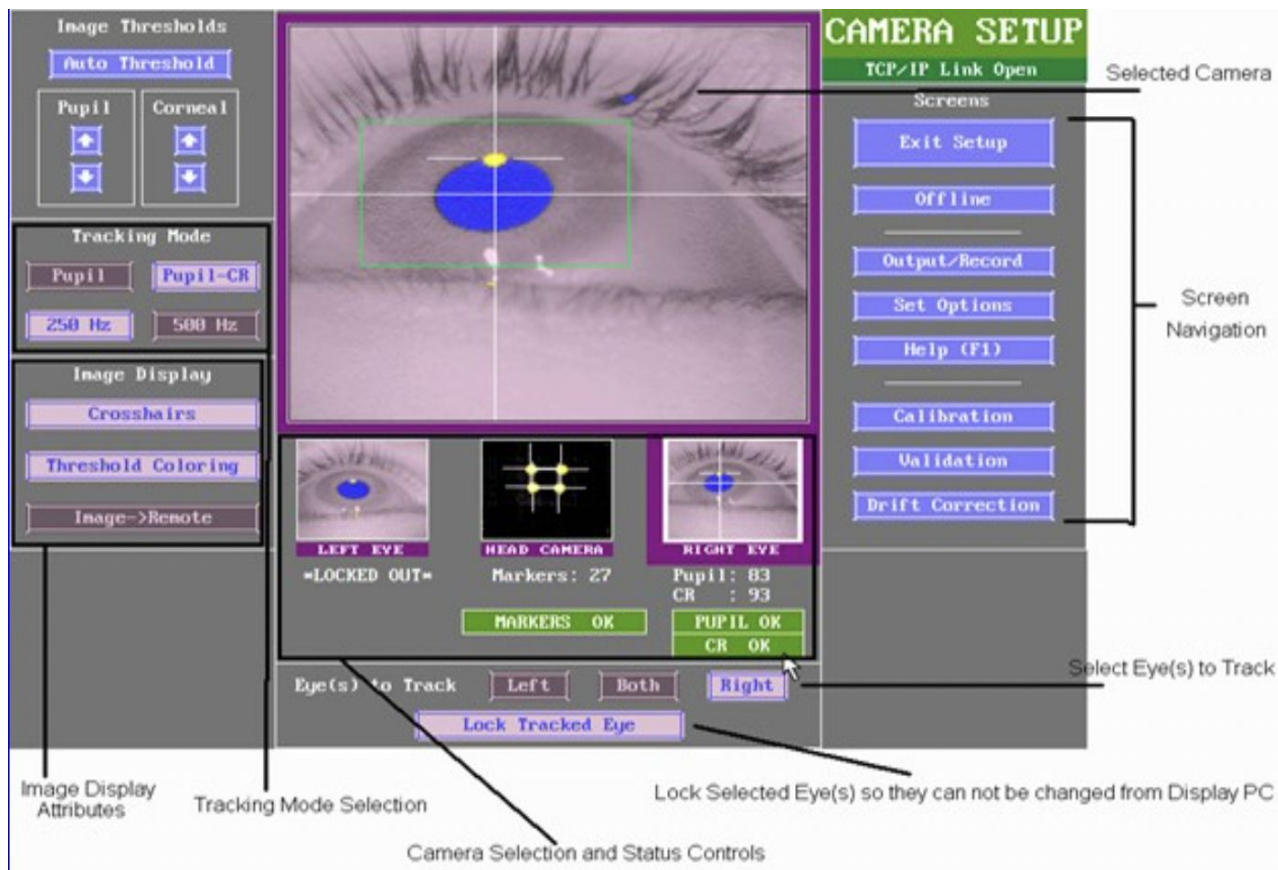 Image Thresholds
Auto Threshold
Pupil
Corneal
Tracking Mode
Pupil
Pupil-CR
250 Hz
500 Hz
Image Display
Crosshairs
Threshold Coloring
Image->Remote
LEFT EYE
*LOCKED OUT*
HEAD CAMERA
Markers: 27
MARKERS OK
RIGHT EYE
Pupil: 83
CR : 93
PUPIL OK
CR OK
Eye(s) to Track
Left
Both
Right
Lock Tracked Eye
CAMERA SETUP
TCP/IP Link Open
Screens
Exit Setup
Offline
Output/Record
Set Options
Help (F1)
Calibration
Validation
Drift Correction
Selected Camera
Screen
Navigation
Select Eye(s) to Track
Lock Selected Eye(s) so they can not be changed from Display PC
Image Display
Attributes
Tracking Mode Selection
Camera Selection and Status Controls